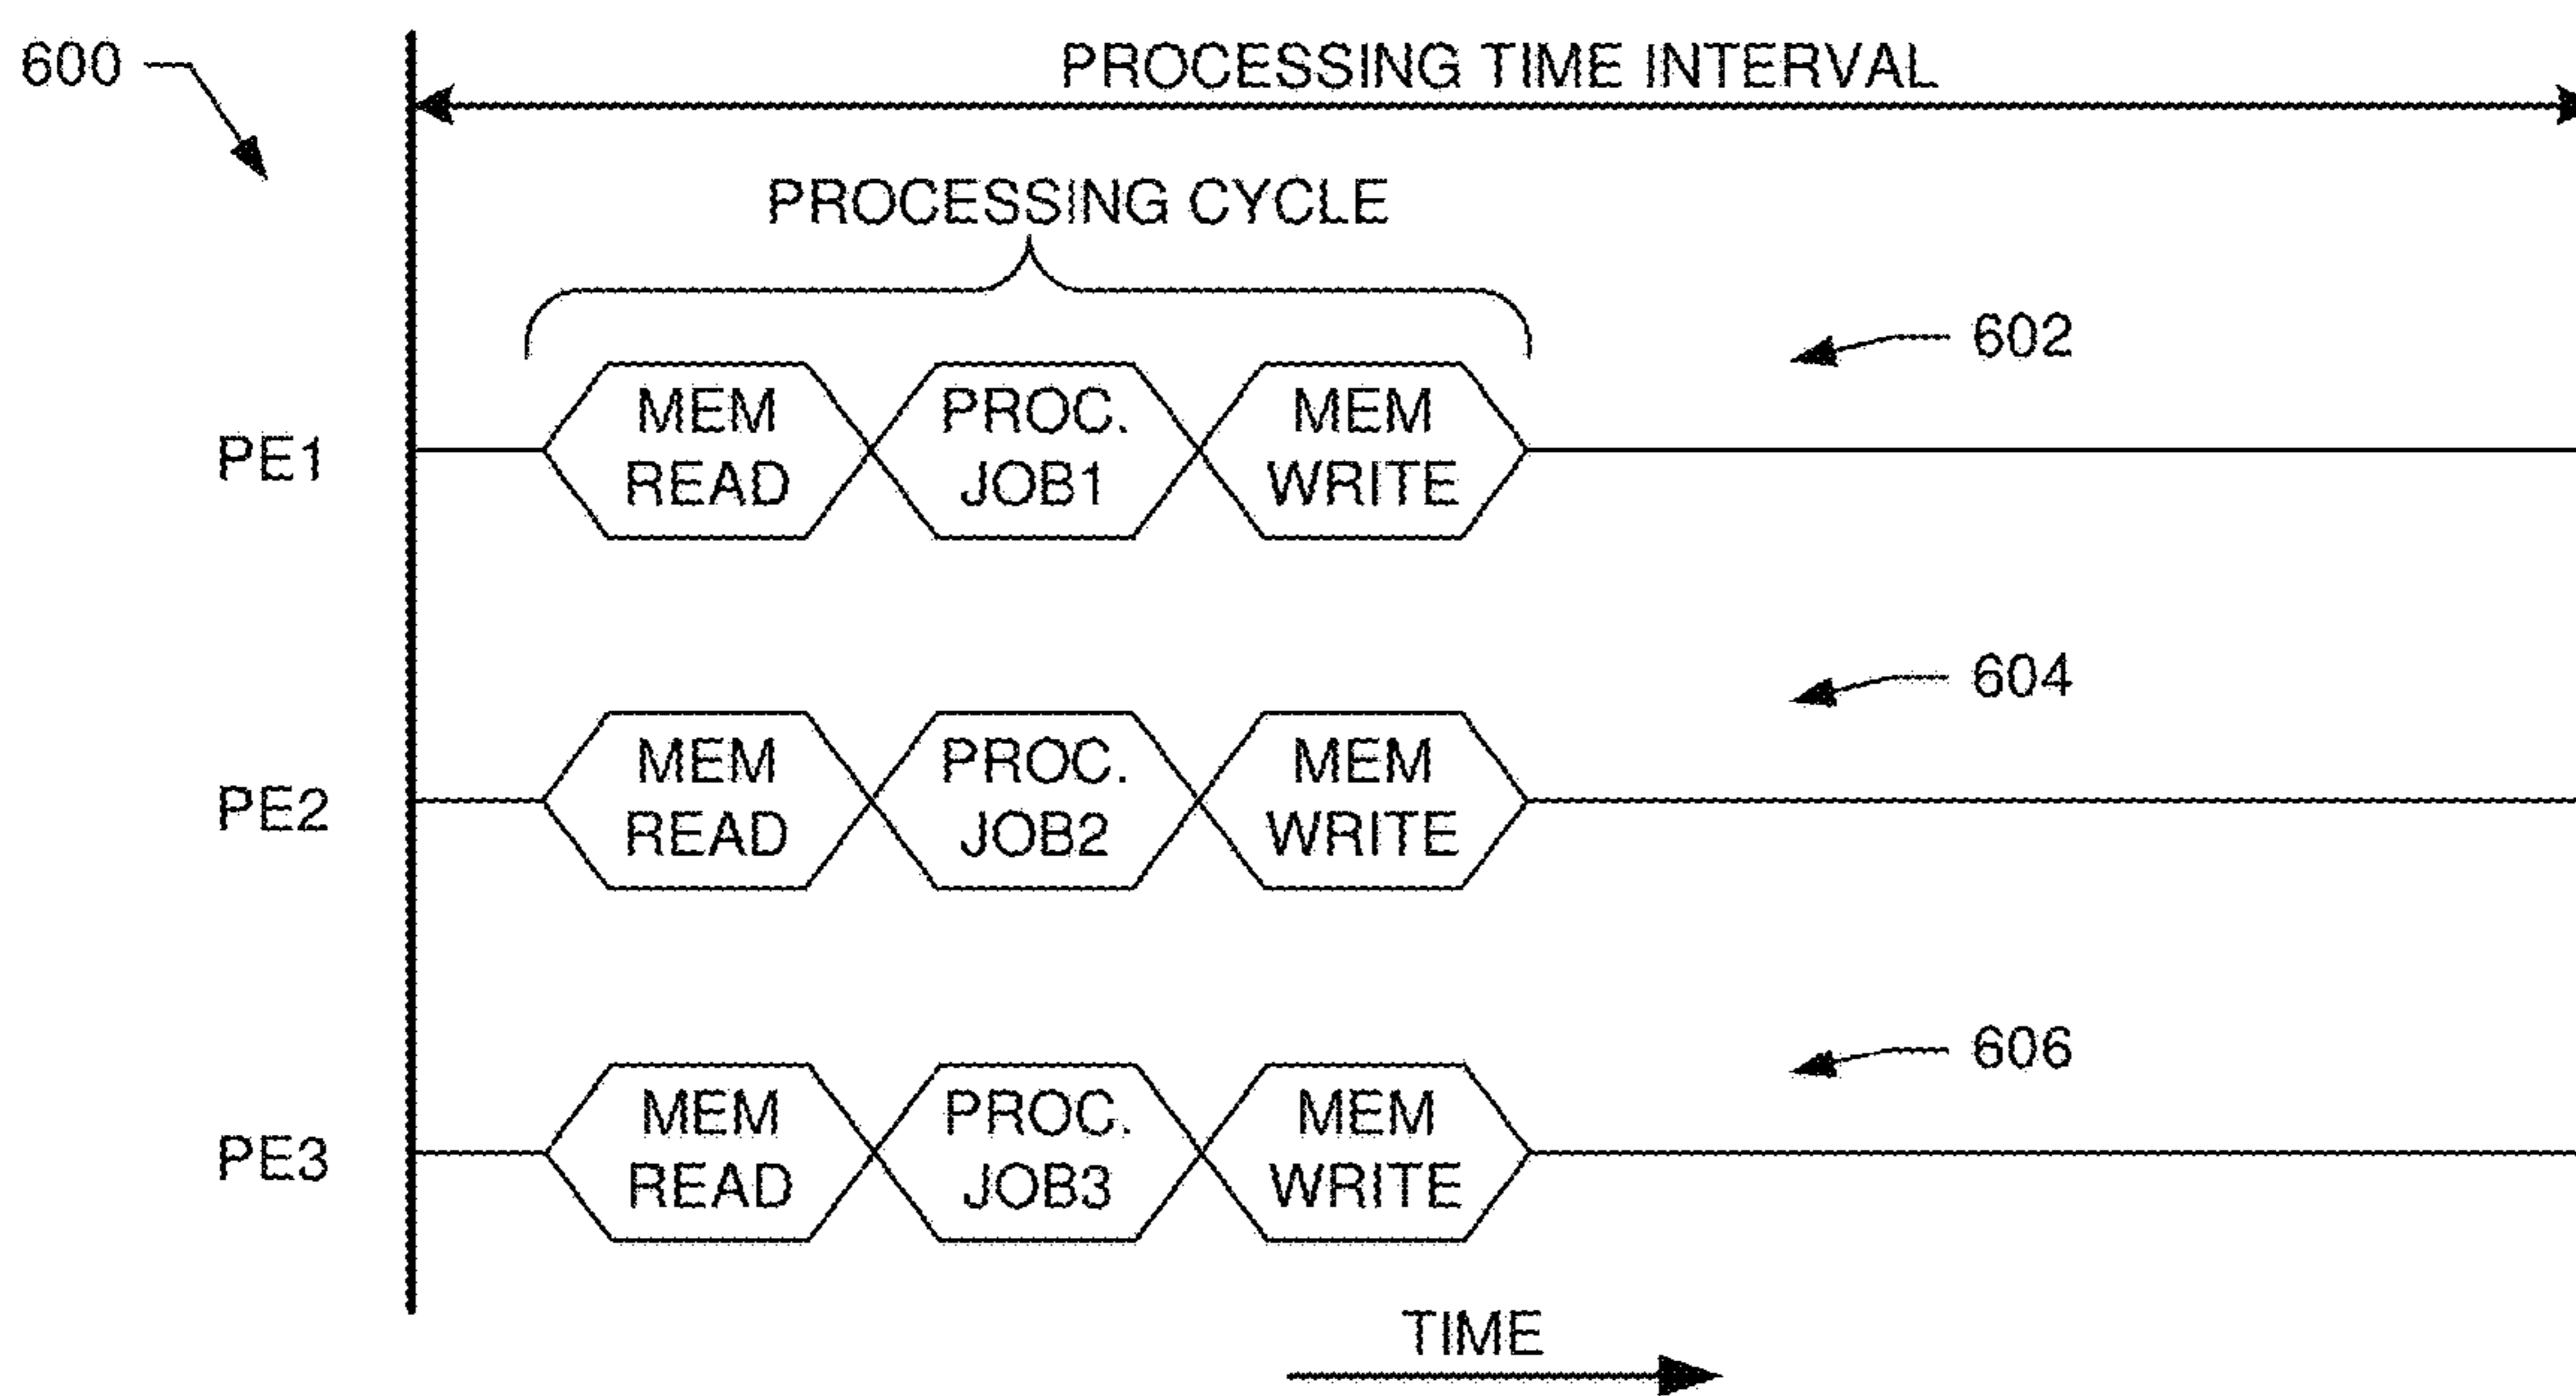 600
PROCESSING TIME INTERVAL
PROCESSING CYCLE
602
PE1
MEM
READ
PROC.
JOB1
MEM
WRITE
604
PE2
MEM
READ
PROC.
JOB2
MEM
WRITE
606
PE3
MEM
READ
PROC.
JOB3
MEM
WRITE
TIME